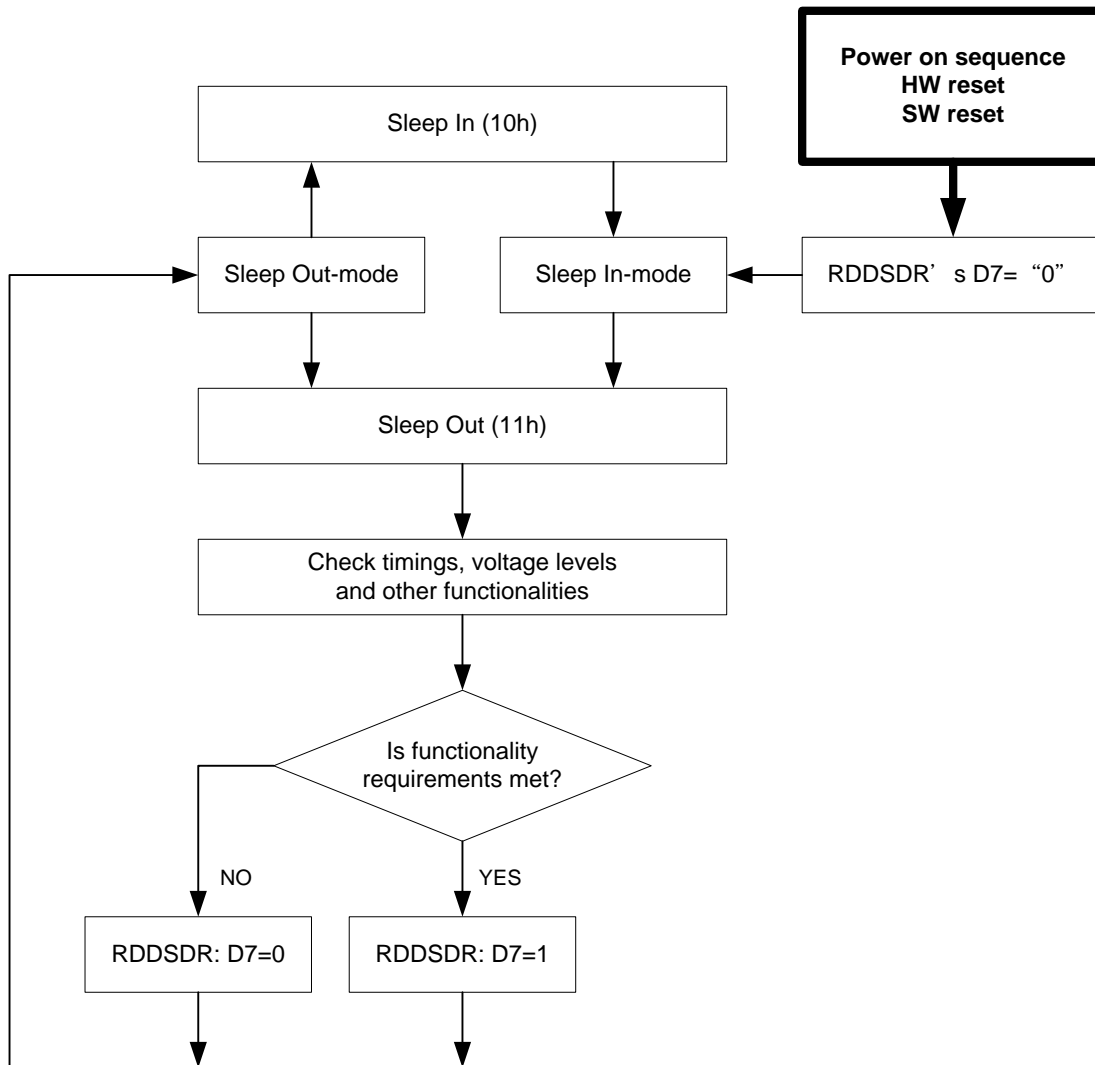 Power on sequence
HW reset
SW reset
Sleep In (10h)
Sleep Out-mode
Sleep In-mode
RDDSDR’ s D7= “0”
Sleep Out (11h)
Check timings, voltage levels
and other functionalities
Is functionality
requirements met?
NO
YES
RDDSDR: D7=0
RDDSDR: D7=1